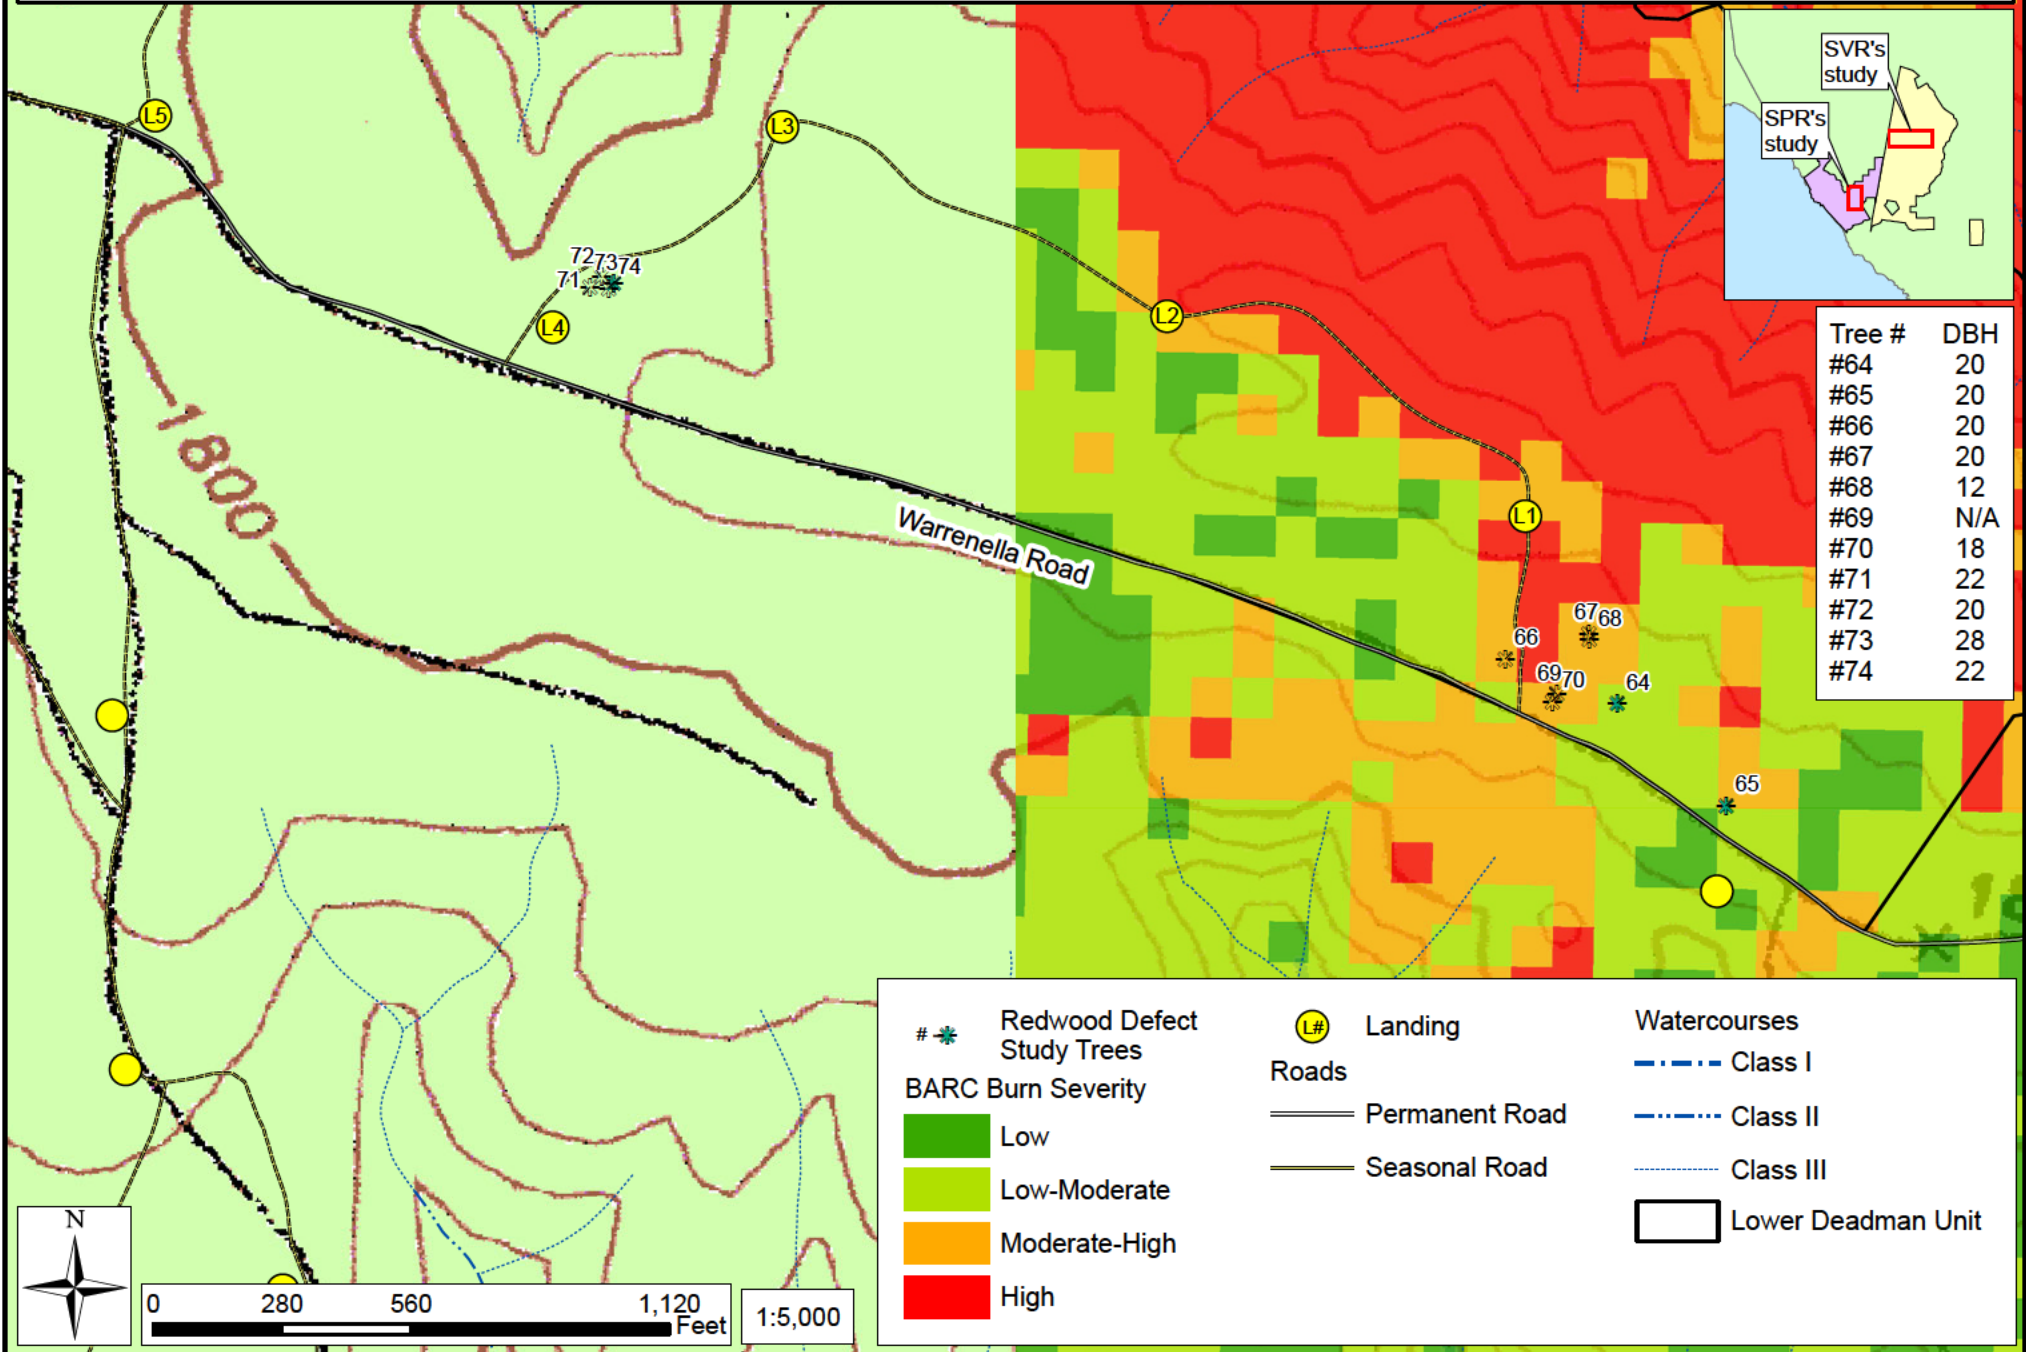 SVR's
study
SPR's
study
L5
L3
72
73
74
71
L4
L2
Tree # DBH
#64 20
#65 20
#66 20
#67 20
#68 12
#69 N/A
#70 18
#71 22
#72 20
#73 28
#74 22
1800
Warrenella Road
L1
67
68
66
69
70
64
65
# Redwood Defect
Study Trees
BARC Burn Severity
Low
Low-Moderate
Moderate-High
High
L# Landing
Roads
Permanent Road
Seasonal Road
Watercourses
Class I
Class II
Class III
Lower Deadman Unit
N
0 280 560 1,120
Feet
1:5,000